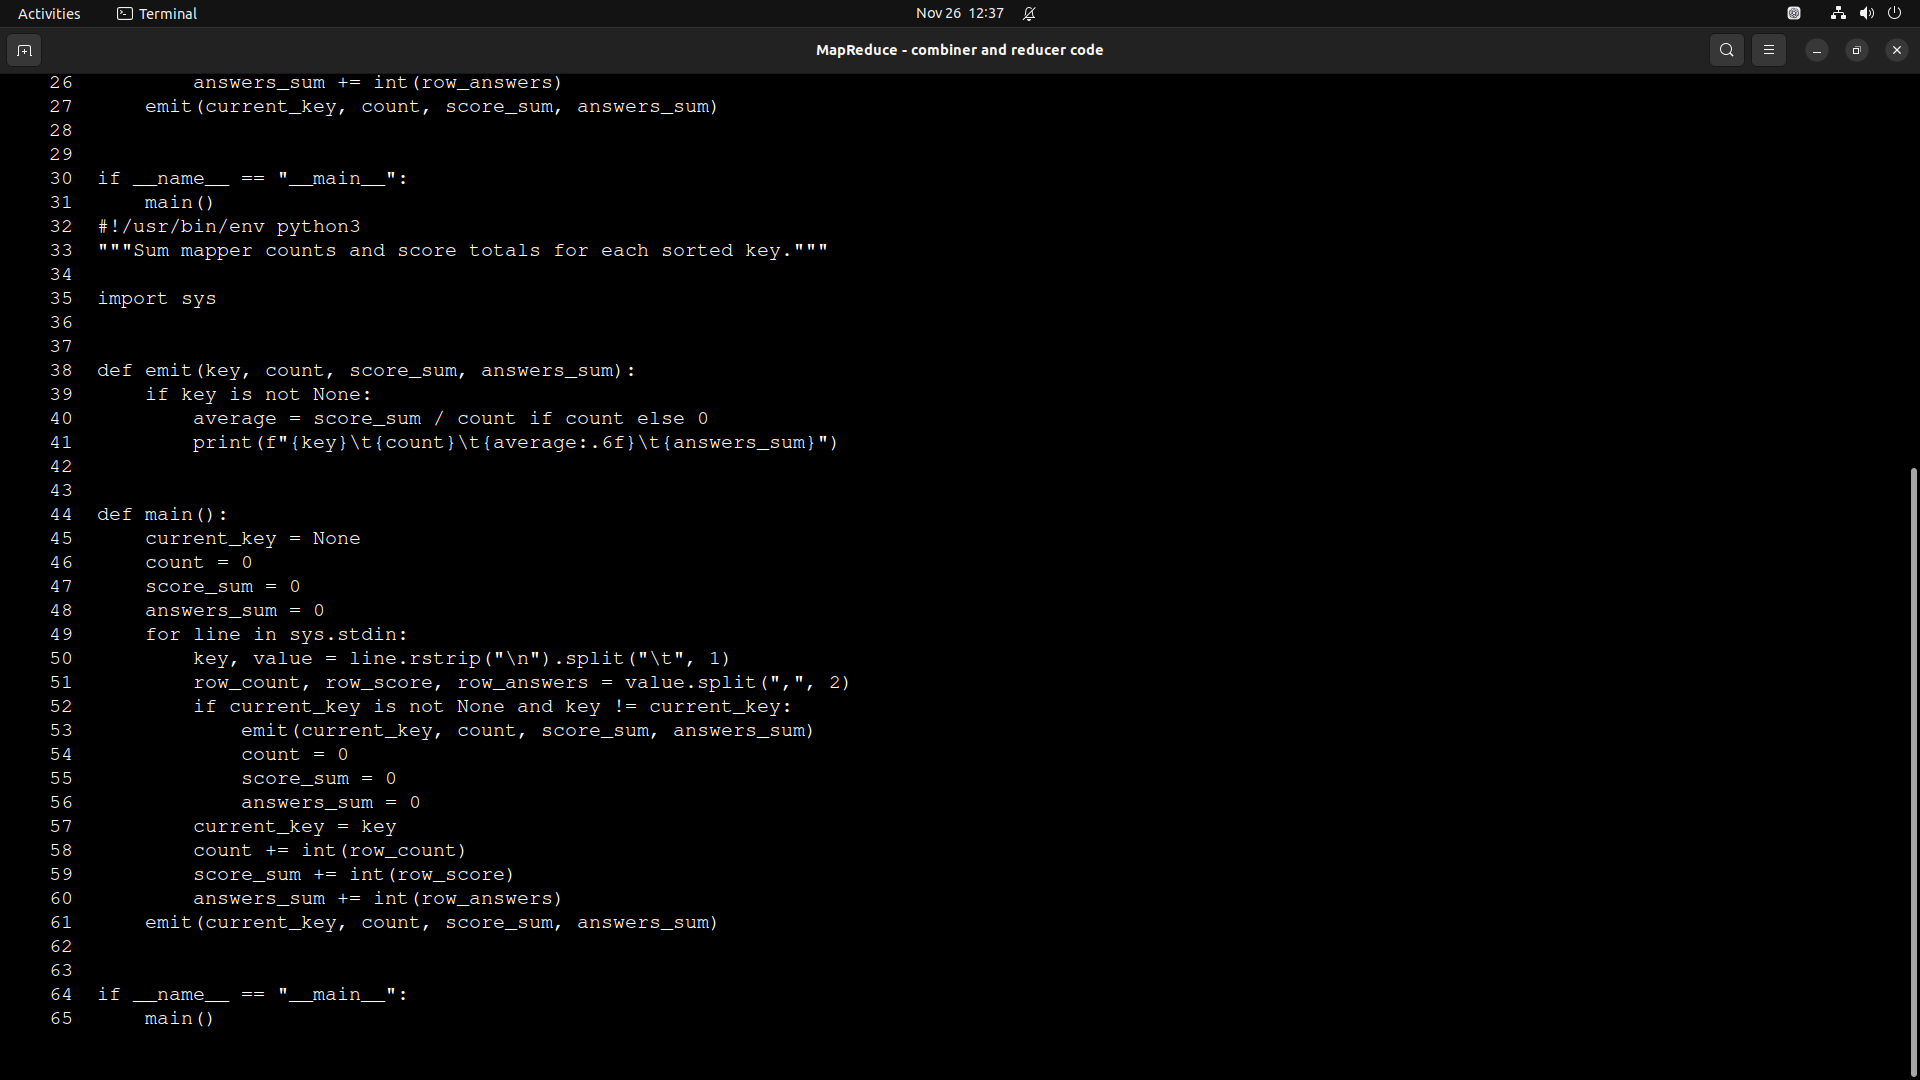 Activities
Terminal
Nov 26 12:37
MapReduce - combiner and reducer code
26         answers_sum += int(row_answers)
27     emit(current_key, count, score_sum, answers_sum)
28
29
30 if __name__ == "__main__":
31     main()
32 #!/usr/bin/env python3
33 """Sum mapper counts and score totals for each sorted key."""
34
35 import sys
36
37
38 def emit(key, count, score_sum, answers_sum):
39     if key is not None:
40         average = score_sum / count if count else 0
41         print(f"{key}\t{count}\t{average:.6f}\t{answers_sum}")
42
43
44 def main():
45     current_key = None
46     count = 0
47     score_sum = 0
48     answers_sum = 0
49     for line in sys.stdin:
50         key, value = line.rstrip("\n").split("\t", 1)
51         row_count, row_score, row_answers = value.split(",", 2)
52         if current_key is not None and key != current_key:
53             emit(current_key, count, score_sum, answers_sum)
54             count = 0
55             score_sum = 0
56             answers_sum = 0
57         current_key = key
58         count += int(row_count)
59         score_sum += int(row_score)
60         answers_sum += int(row_answers)
61     emit(current_key, count, score_sum, answers_sum)
62
63
64 if __name__ == "__main__":
65     main()